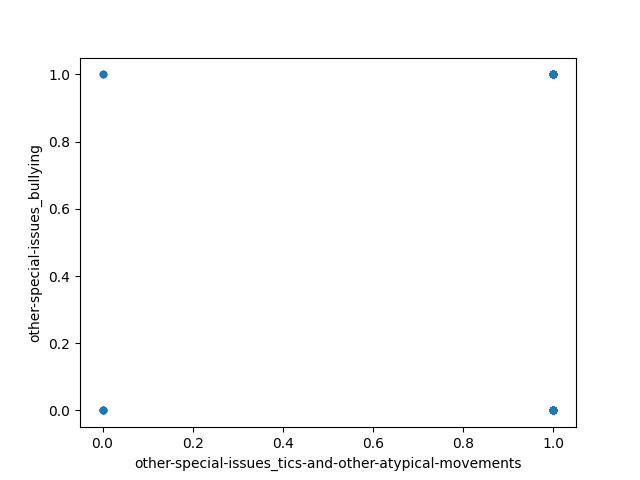 1.0
0.8
0.6
0.4
0.2
0.0
other-special-issues_bullying
0.0 0.2 0.4 0.6 0.8 1.0
other-special-issues_tics-and-other-atypical-movements